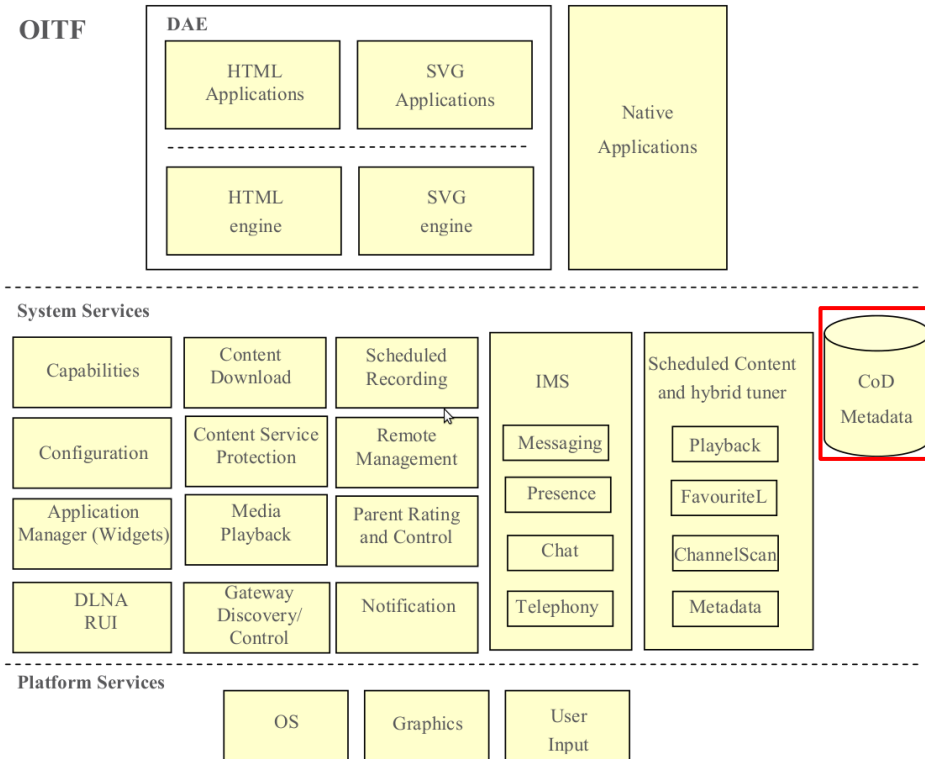 OITF
DAE
HTML
Applications
SVG
Applications
HTML
engine
SVG
engine
Native
Applications
System Services
Capabilities
Content
Download
Scheduled
Recording
Configuration
Content Service
Protection
Remote
Management
Application
Manager (Widgets)
Media
Playback
Parent Rating
and Control
DLNA
RUI
Gateway
Discovery/
Control
Notification
IMS
Messaging
Presence
Chat
Telephony
Scheduled Content
and hybrid tuner
Playback
FavouriteL
ChannelScan
Metadata
CoD
Metadata
Platform Services
OS
Graphics
User
Input